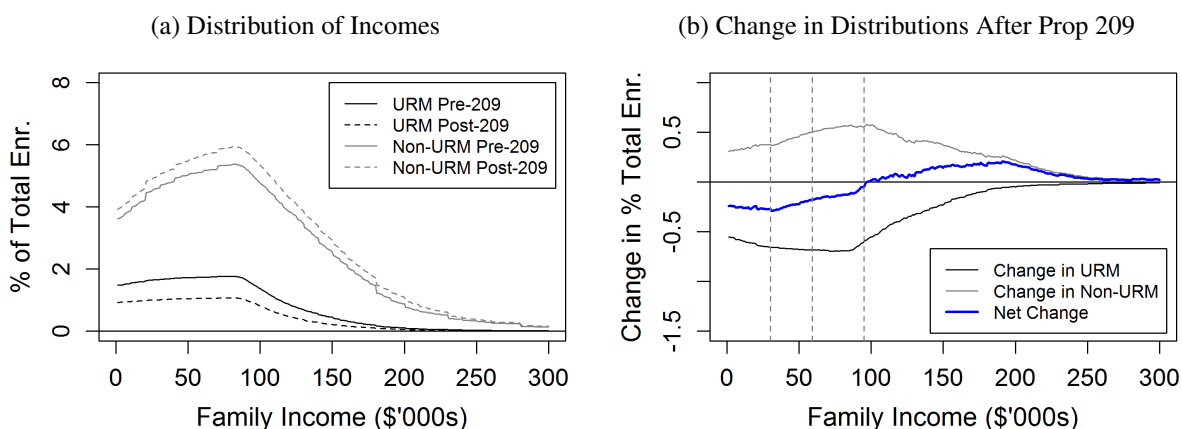 (a) Distribution of Incomes
% of Total Enr.
8
6
4
2
0
URM Pre-209
URM Post-209
Non-URM Pre-209
Non-URM Post-209
0 50 100 150 200 250 300
Family Income ($'000s)
(b) Change in Distributions After Prop 209
Change in % Total Enr.
0.5
-0.5
-1.5
Change in URM
Change in Non-URM
Net Change
0 50 100 150 200 250 300
Family Income ($'000s)